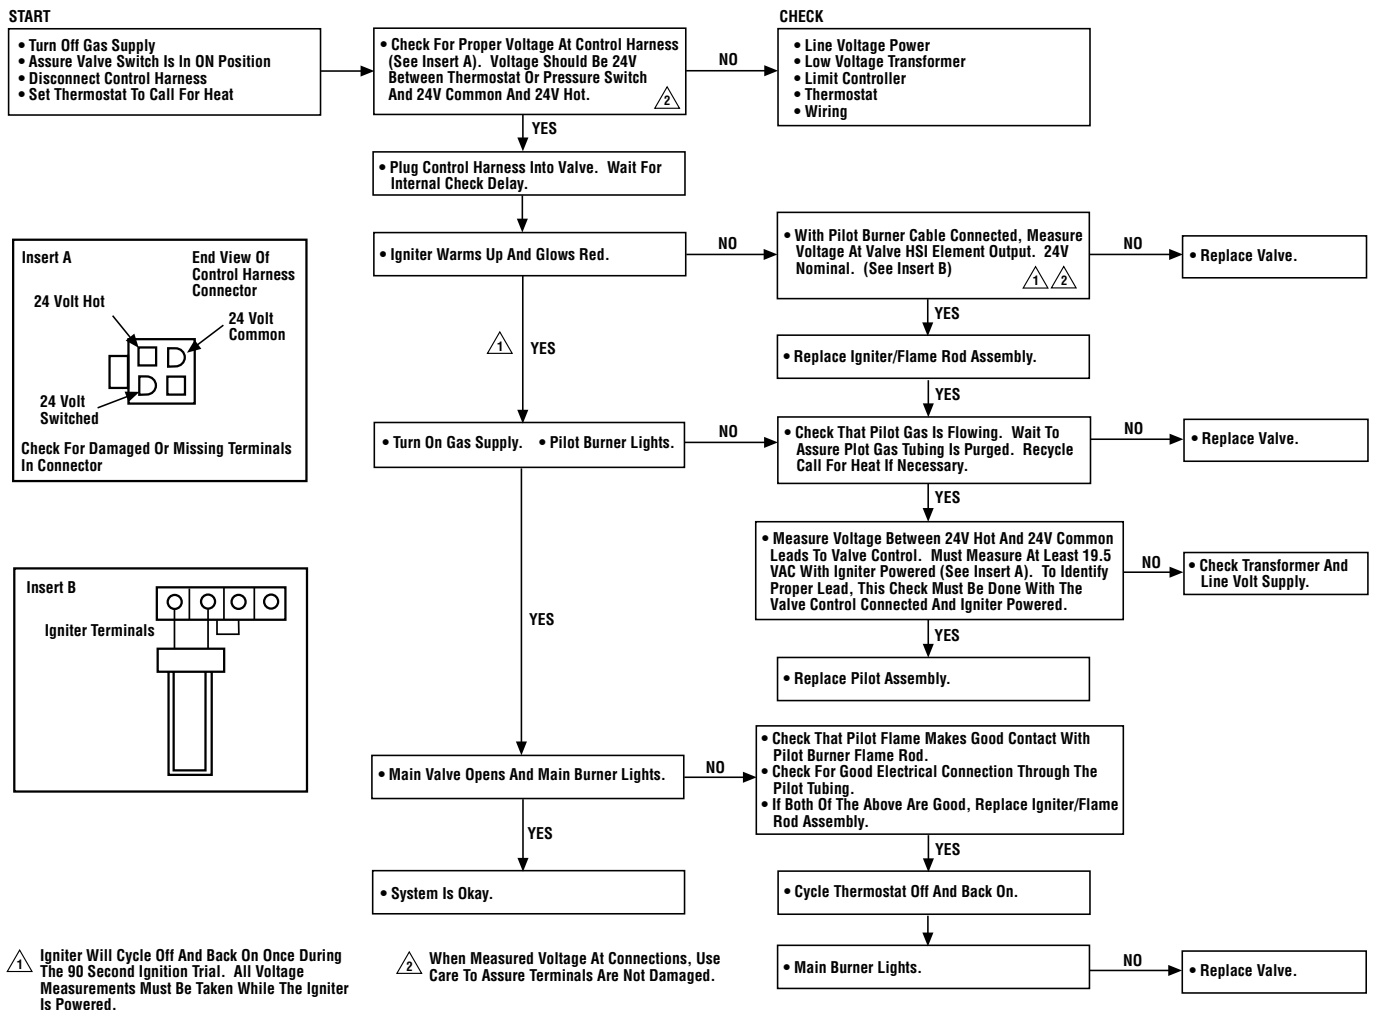 START
• Turn Off Gas Supply
• Assure Valve Switch Is In ON Position
• Disconnect Control Harness
• Set Thermostat To Call For Heat
• Check For Proper Voltage At Control Harness
(See Insert A). Voltage Should Be 24V
Between Thermostat Or Pressure Switch
And 24V Common And 24V Hot.
2
NO
CHECK
• Line Voltage Power
• Low Voltage Transformer
• Limit Controller
• Thermostat
• Wiring
YES
• Plug Control Harness Into Valve. Wait For
Internal Check Delay.
• Igniter Warms Up And Glows Red.
NO
• With Pilot Burner Cable Connected, Measure
Voltage At Valve HSI Element Output. 24V
Nominal. (See Insert B)
1 2
NO
• Replace Valve.
YES
• Replace Igniter/Flame Rod Assembly.
YES
1
YES
• Turn On Gas Supply. • Pilot Burner Lights.
NO
• Check That Pilot Gas Is Flowing. Wait To
Assure Plot Gas Tubing Is Purged. Recycle
Call For Heat If Necessary.
NO
• Replace Valve.
YES
• Measure Voltage Between 24V Hot And 24V Common
Leads To Valve Control. Must Measure At Least 19.5
VAC With Igniter Powered (See Insert A). To Identify
Proper Lead, This Check Must Be Done With The
Valve Control Connected And Igniter Powered.
NO
• Check Transformer And
Line Volt Supply.
YES
• Replace Pilot Assembly.
YES
• Main Valve Opens And Main Burner Lights.
NO
• Check That Pilot Flame Makes Good Contact With
Pilot Burner Flame Rod.
• Check For Good Electrical Connection Through The
Pilot Tubing.
• If Both Of The Above Are Good, Replace Igniter/Flame
Rod Assembly.
YES
• System Is Okay.
YES
• Cycle Thermostat Off And Back On.
• Main Burner Lights.
NO
• Replace Valve.
Insert A
End View Of
Control Harness
Connector
24 Volt Hot
24 Volt
Common
24 Volt
Switched
Check For Damaged Or Missing Terminals
In Connector
Insert B
Igniter Terminals
1 Igniter Will Cycle Off And Back On Once During
The 90 Second Ignition Trial. All Voltage
Measurements Must Be Taken While The Igniter
Is Powered.
2 When Measured Voltage At Connections, Use
Care To Assure Terminals Are Not Damaged.